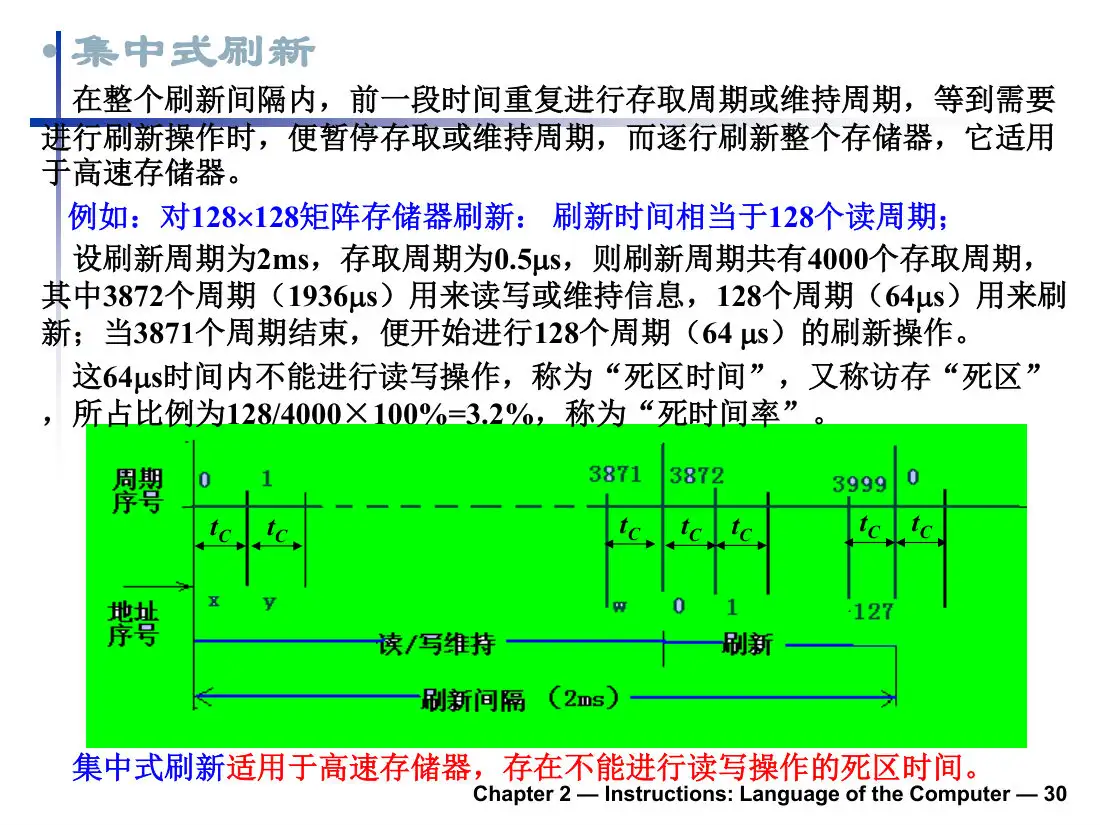 • 集中式刷新
在整个刷新间隔内，前一段时间重复进行存取周期或维持周期，等到需要
进行刷新操作时，便暂停存取或维持周期，而逐行刷新整个存储器，它适用
于高速存储器。
例如：对128×128矩阵存储器刷新： 刷新时间相当于128个读周期；
设刷新周期为2ms，存取周期为0.5μs，则刷新周期共有4000个存取周期，
其中3872个周期（1936μs）用来读写或维持信息，128个周期（64μs）用来刷
新；当3871个周期结束，便开始进行128个周期（64 μs）的刷新操作。
这64μs时间内不能进行读写操作，称为“死区时间”，又称访存“死区”
，所占比例为128/4000×100%=3.2%，称为“死时间率”。
周期 0 1 3871 3872 3999 0
序号
tC tC tC tC tC tC tC
x y w 0 1 127
地址
序号
读/写维持 刷新
刷新间隔（2ms）
集中式刷新适用于高速存储器，存在不能进行读写操作的死区时间。
Chapter 2 — Instructions: Language of the Computer — 30